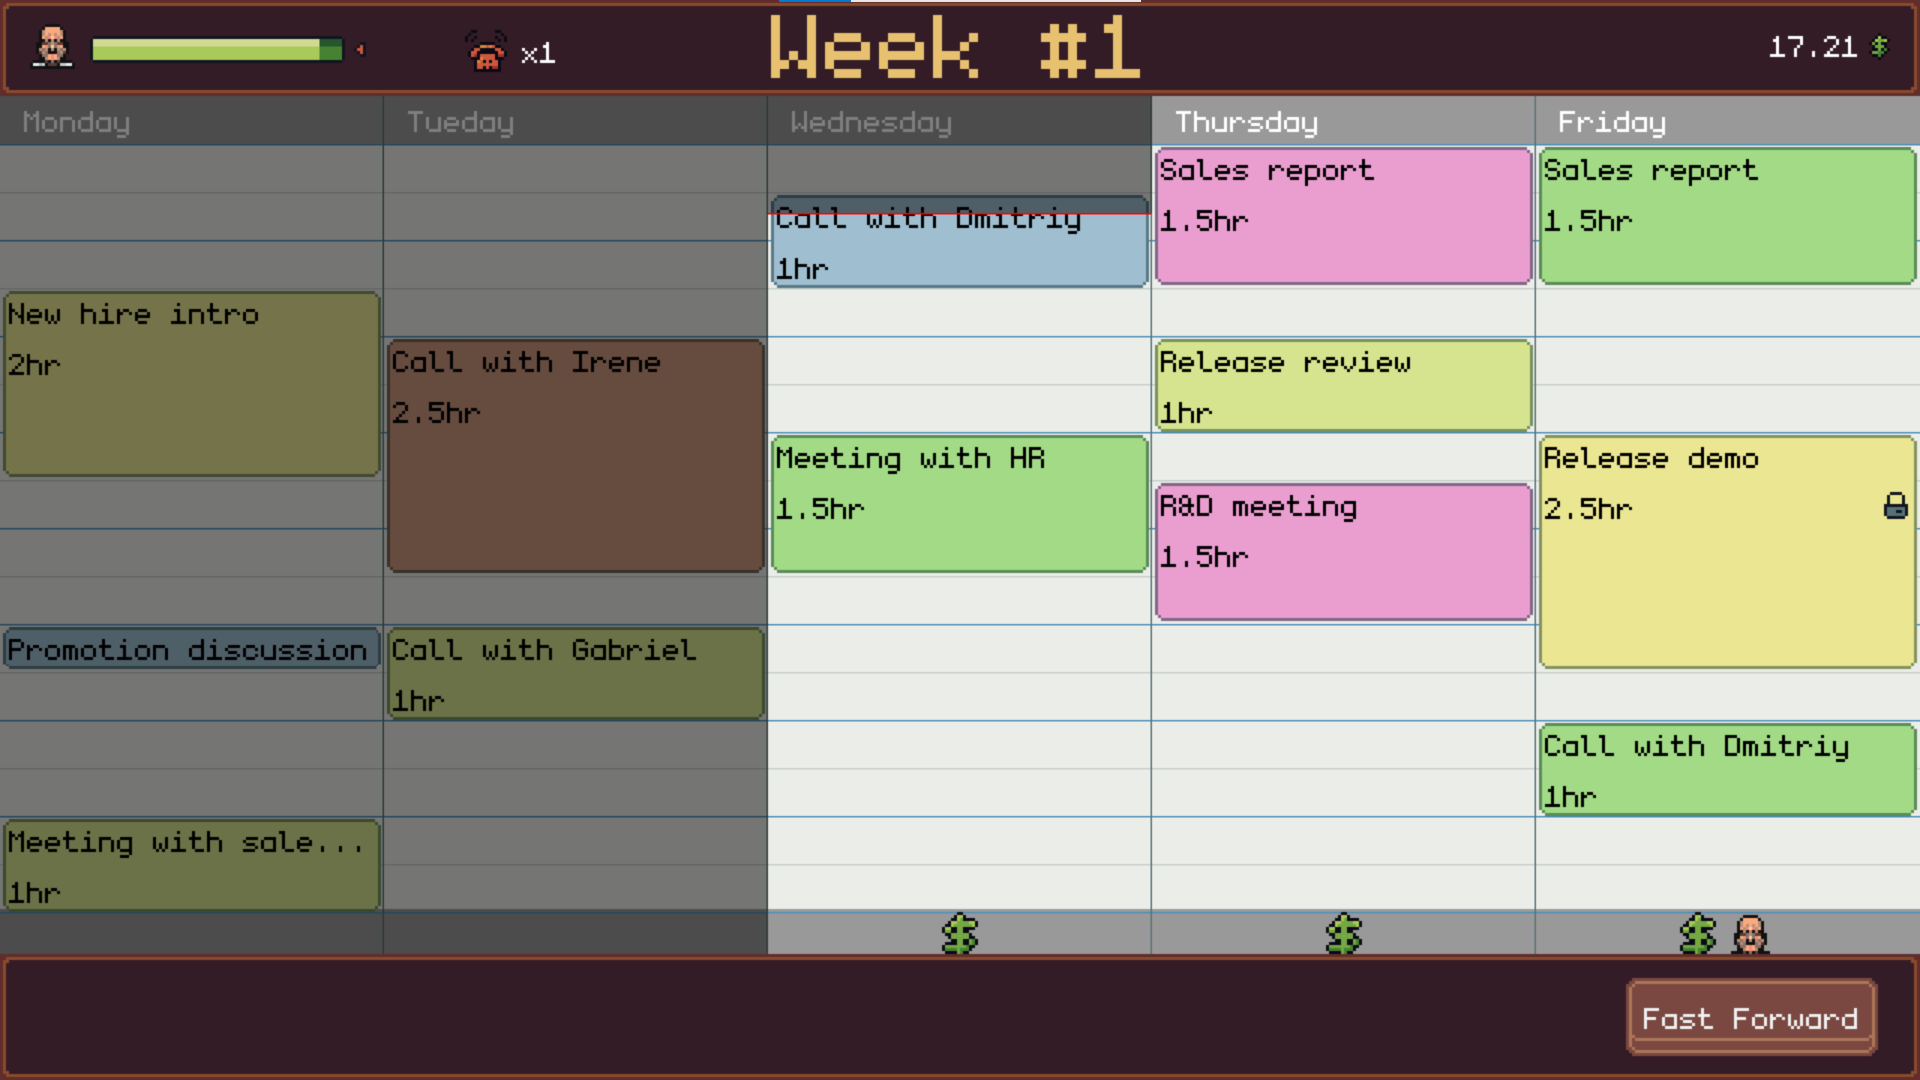 x1
Week #1
17.21 $
Monday
Tueday
Wednesday
Thursday
Friday
New hire intro
2hr
Promotion discussion
Meeting with sale...
1hr
Call with Irene
2.5hr
Call with Gabriel
1hr
Call with Dmitriy
1hr
Meeting with HR
1.5hr
$
Sales report
1.5hr
Release review
1hr
R&D meeting
1.5hr
$
Sales report
1.5hr
Release demo
2.5hr
Call with Dmitriy
1hr
$
Fast Forward